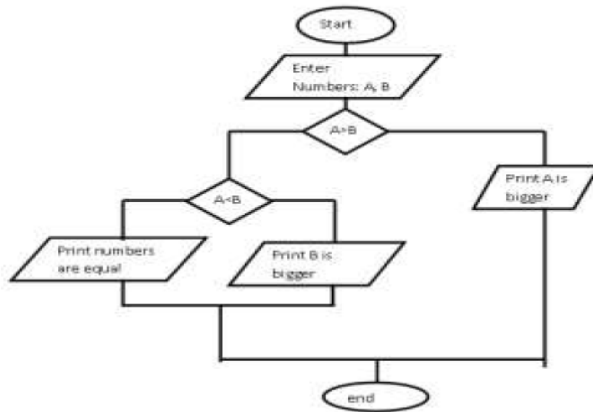 Start
Enter
Numbers: A, B
A>B
A<B
Print A is
bigger
Print numbers
are equal
Print B is
bigger
end